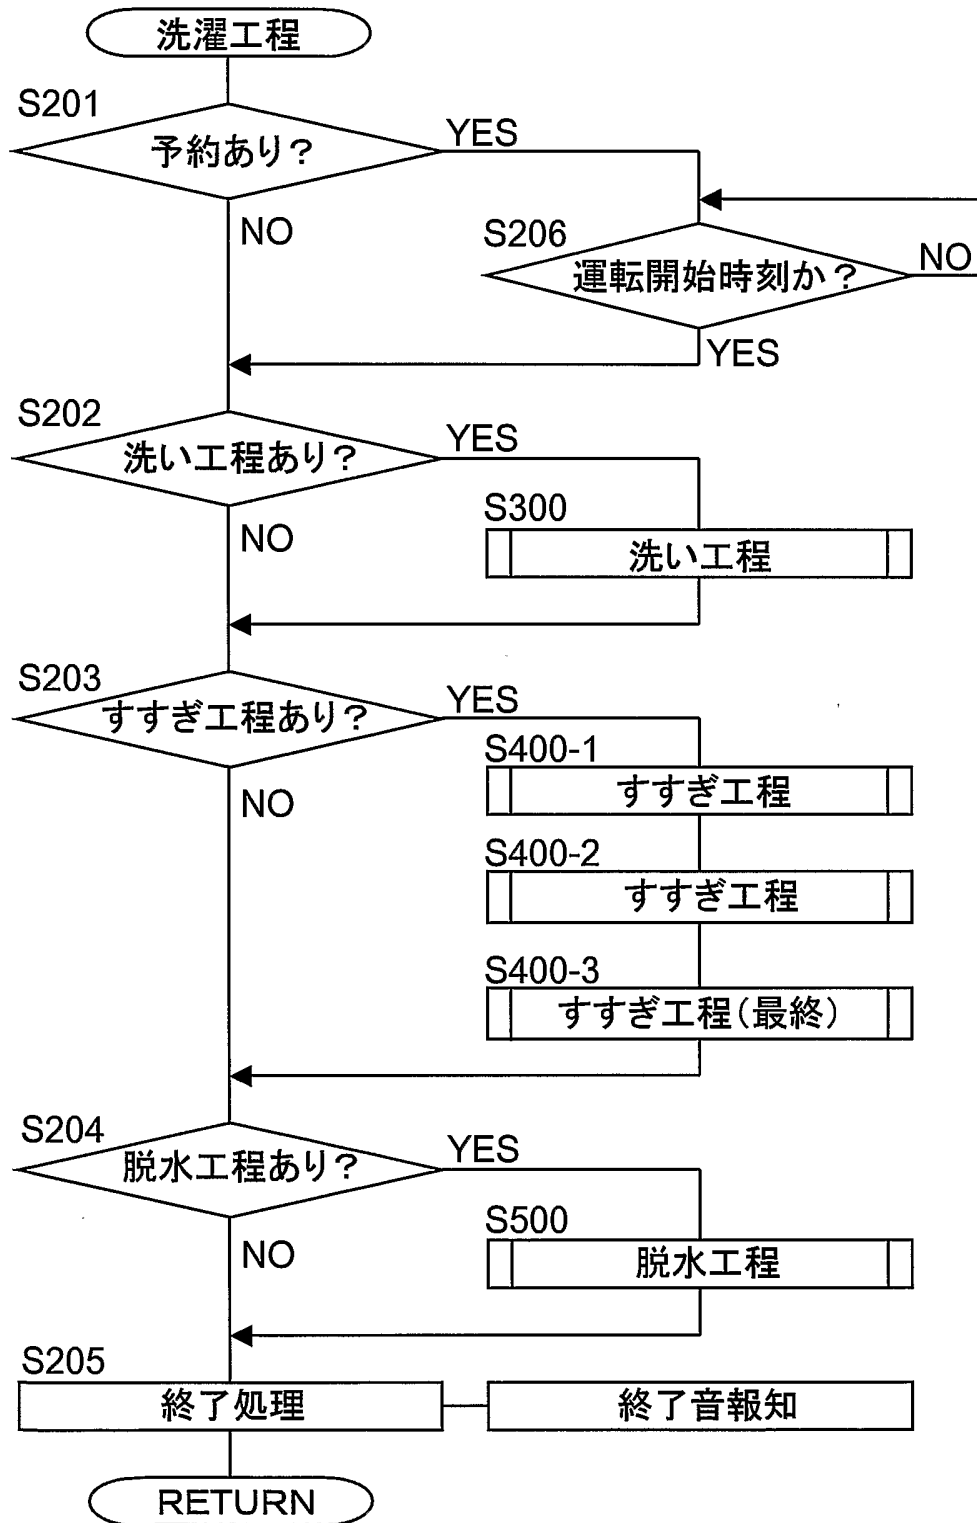 洗濯工程
S201
予約あり？
YES
NO
S206
運転開始時刻か？
NO
YES
S202
洗い工程あり？
YES
NO
S300
洗い工程
S203
すすぎ工程あり？
YES
NO
S400-1
すすぎ工程
S400-2
すすぎ工程
S400-3
すすぎ工程（最終）
S204
脱水工程あり？
YES
NO
S500
脱水工程
S205
終了処理
終了音報知
RETURN